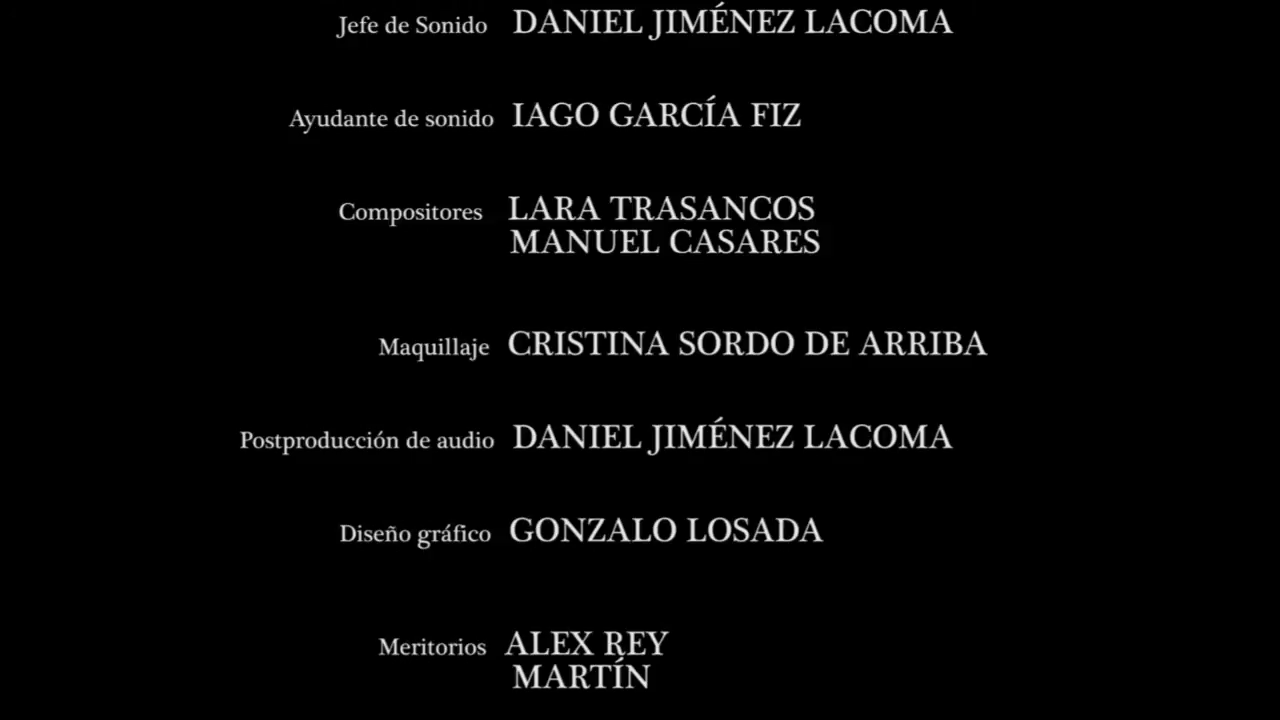 Jefe de Sonido DANIEL JIMÉNEZ LACOMA
Ayudante de sonido IAGO GARCÍA FIZ
Compositores LARA TRASANCOS
MANUEL CASARES
Maquillaje CRISTINA SORDO DE ARRIBA
Postproducción de audio DANIEL JIMÉNEZ LACOMA
Diseño gráfico GONZALO LOSADA
Meritorios ALEX REY
MARTÍN